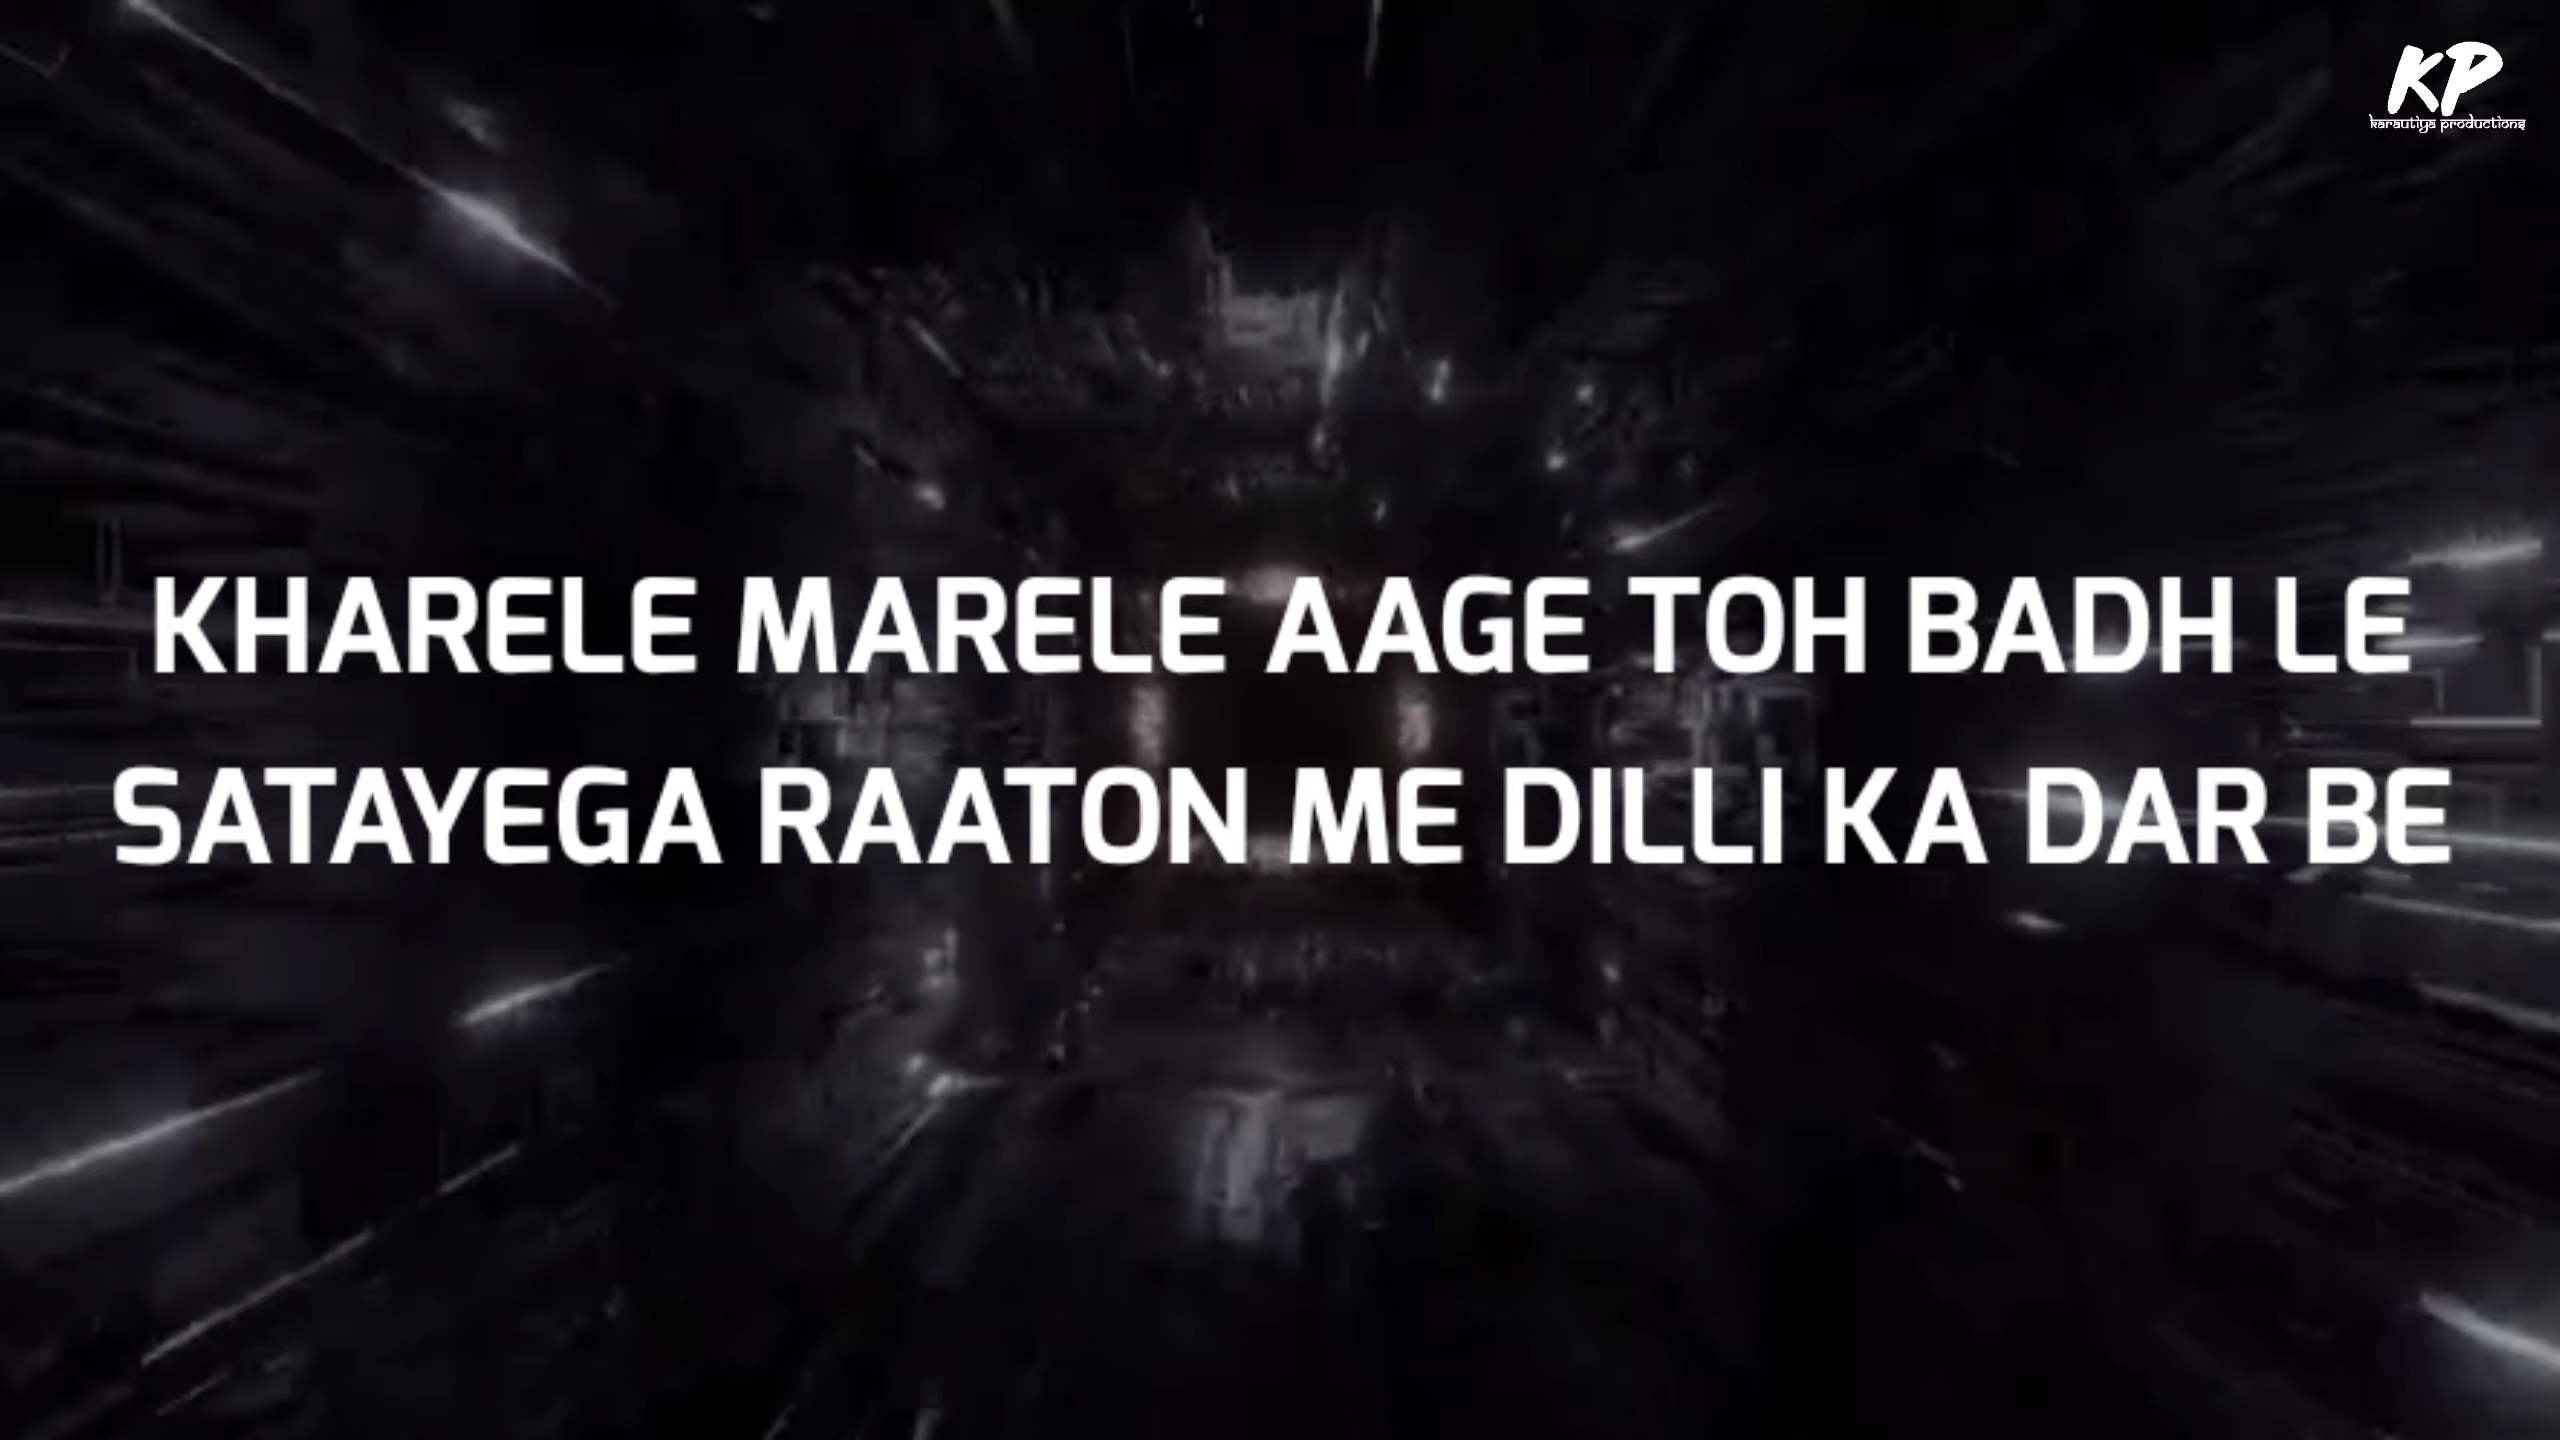 KP
karautiya productions
KHARELE MARELE AAGE TOH BADH LE
SATAYEGA RAATON ME DILLI KA DAR BE